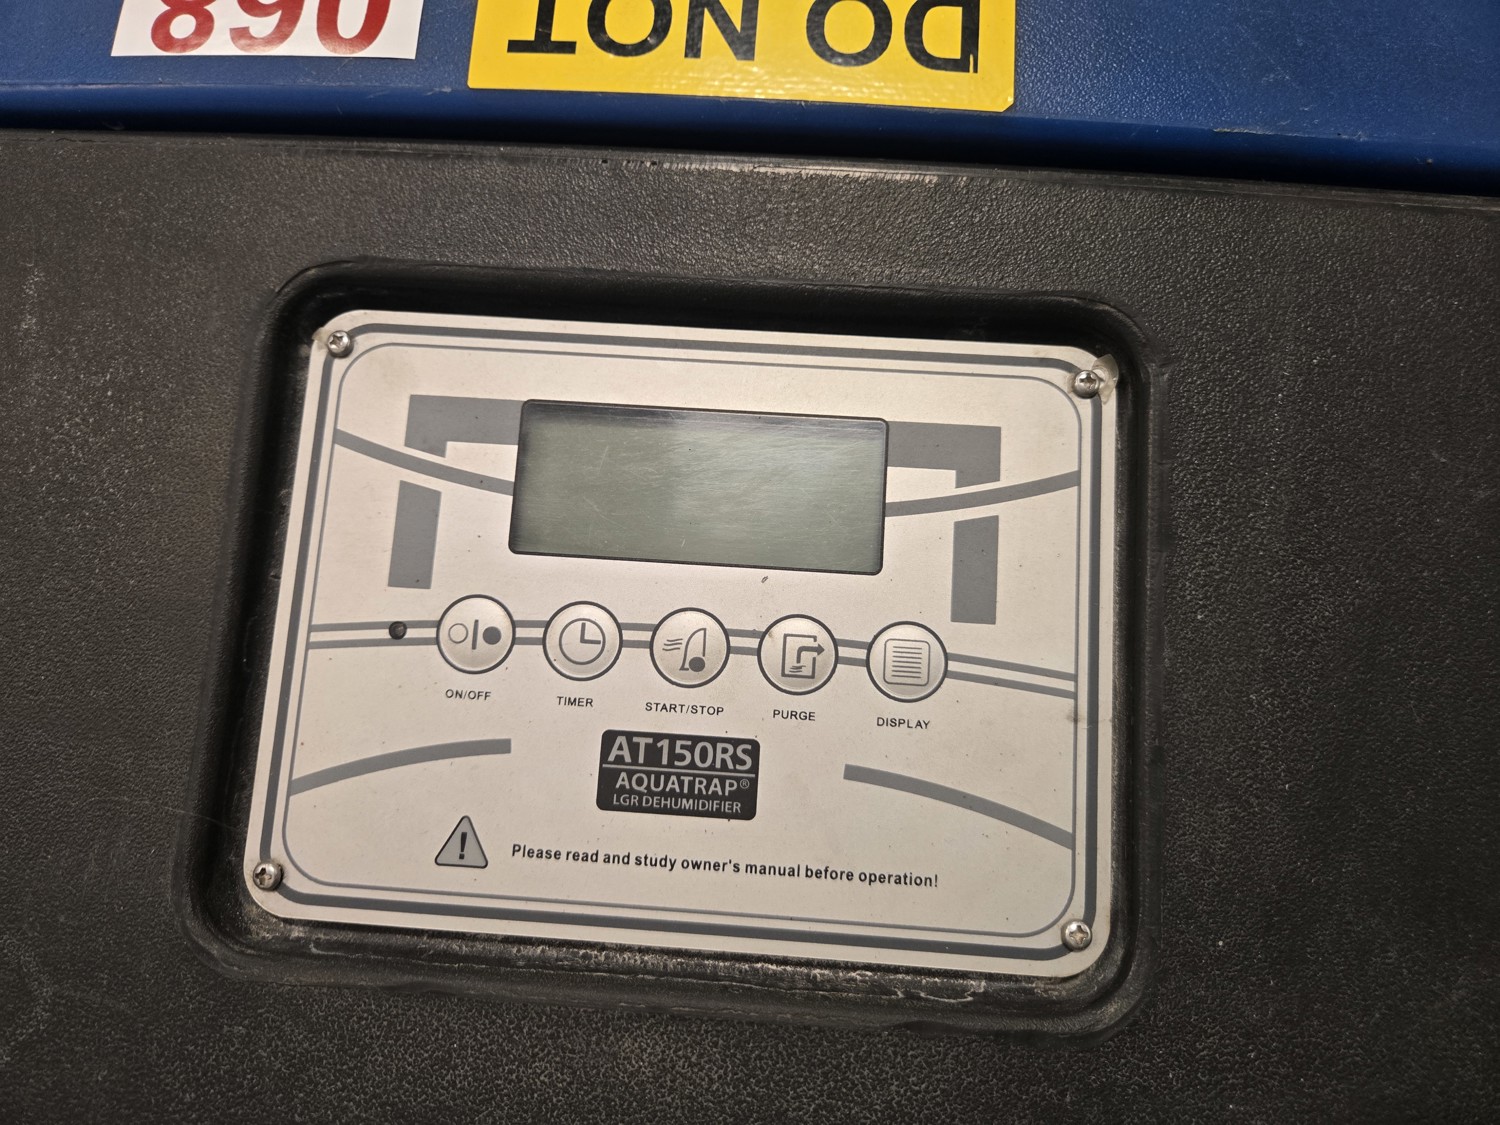 890
DO NOT
ON/OFF
TIMER
START/STOP
PURGE
DISPLAY
AT150RS
AQUATRAP®
LGR DEHUMIDIFIER
Please read and study owner's manual before operation!